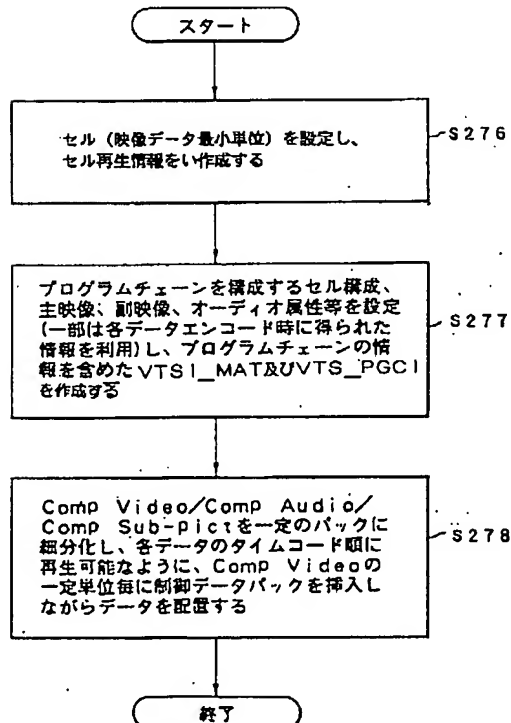 スタート
セル（映像データ最小単位）を設定し、
セル再生情報をい作成する
S276
プログラムチェーンを構成するセル構成、
主映像、副映像、オーディオ属性等を設定
(一部は各データエンコード時に得られた
情報を利用)し、プログラムチェーンの情
報を含めたVTSI_MAT及びVTS_PGCI
を作成する
S277
Comp Video/Comp Audio/
Comp Sub-pictを一定のパックに
細分化し、各データのタイムコード順に
再生可能なように、Comp Videoの
一定単位毎に制御データパックを挿入し
ながらデータを配置する
S278
終了